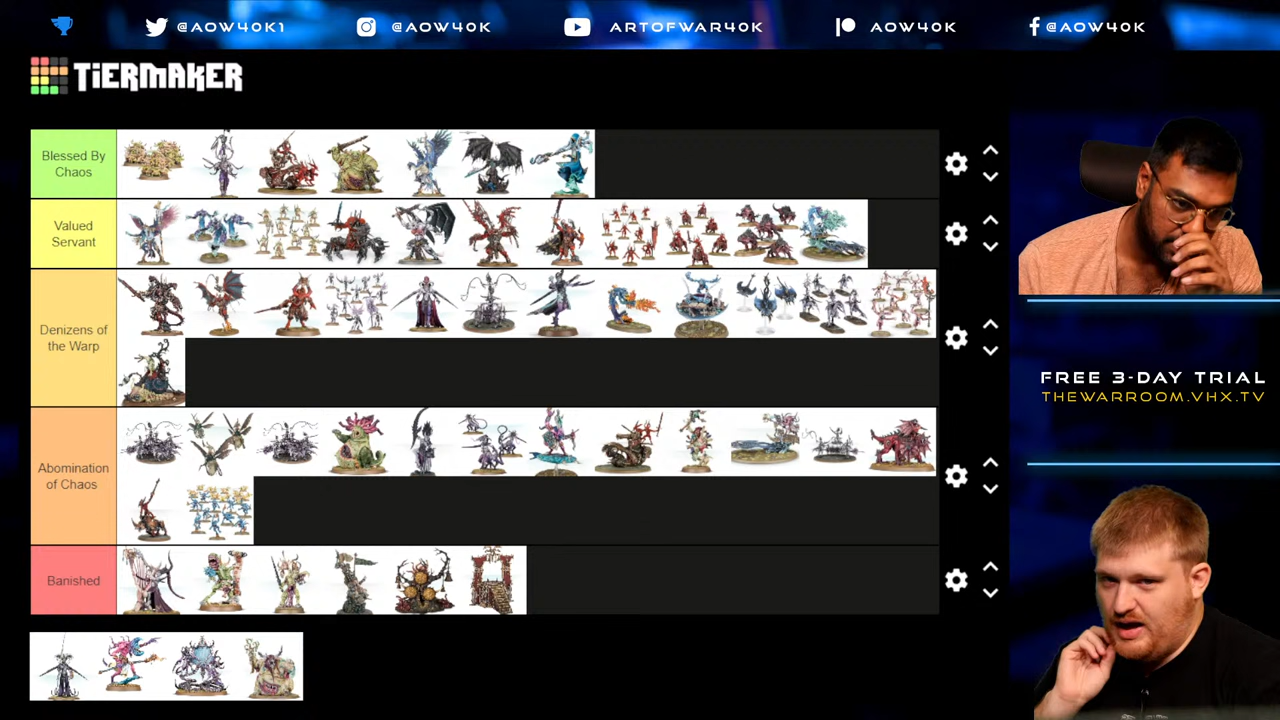 @AOW40K1
@AOW40K
ARTOFWAR40K
AOW40K
@AOW40K
TiERMAKER
Blessed By
Chaos
Valued
Servant
Denizens of
the Warp
Abomination
of Chaos
Banished
FREE 3-DAY TRIAL
THEWARROOM.VHX.TV